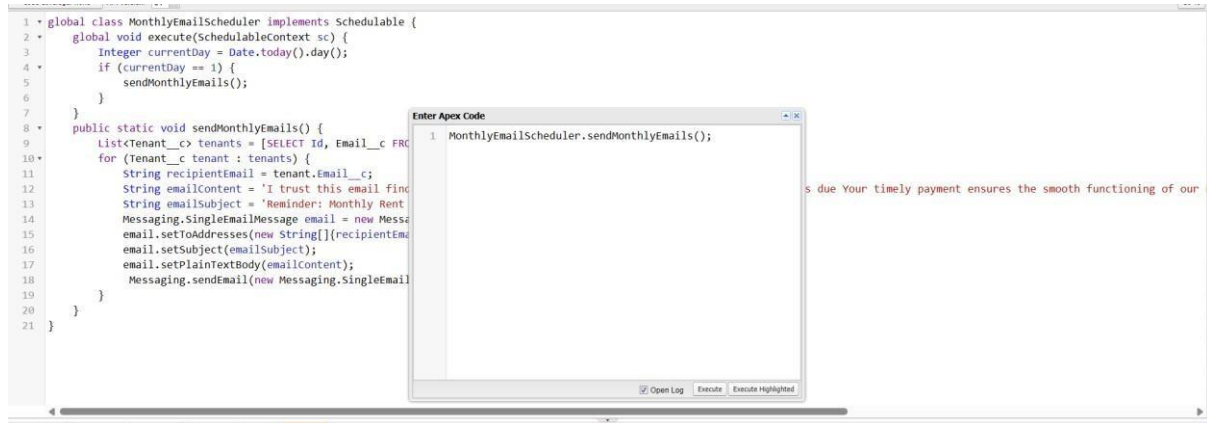 1 global class MonthlyEmailScheduler implements Schedulable {
2 global void execute(SchedulableContext sc) {
3 Integer currentDay = Date.today().day();
4 if (currentDay == 1) {
5 sendMonthlyEmails();
6 }
7 }
8 public static void sendMonthlyEmails() {
9 List<Tenant__c> tenants = [SELECT Id, Email__c FRO
10 for (Tenant__c tenant : tenants) {
11 String recipientEmail = tenant.Email__c;
12 String emailContent = 'I trust this email find s due Your timely payment ensures the smooth functioning of our
13 String emailSubject = 'Reminder: Monthly Rent
14 Messaging.SingleEmailMessage email = new Messa
15 email.setToAddresses(new String[]{recipientEma
16 email.setSubject(emailSubject);
17 email.setPlainTextBody(emailContent);
18 Messaging.sendEmail(new Messaging.SingleEmail
19 }
20 }
21 }
Enter Apex Code
1 MonthlyEmailScheduler.sendMonthlyEmails();
Open Log Execute Execute Highlighted